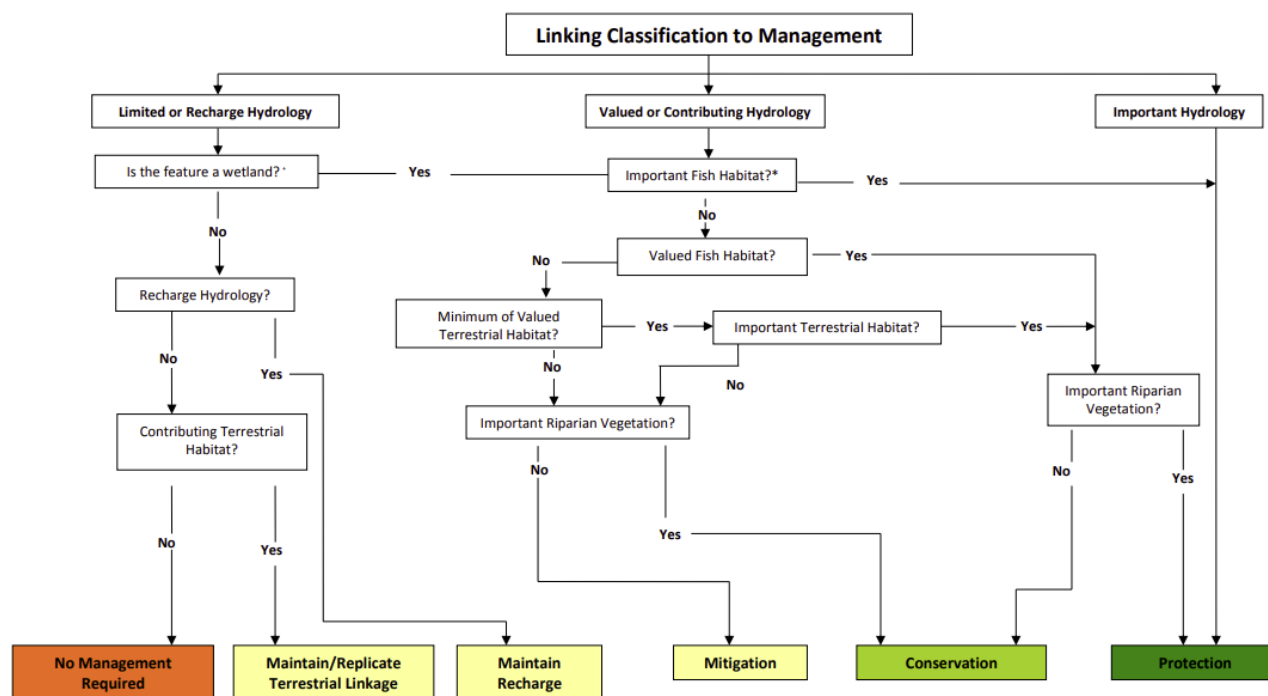 Linking Classification to Management
Limited or Recharge Hydrology
Valued or Contributing Hydrology
Important Hydrology
Is the feature a wetland?⁺
Yes
Important Fish Habitat?*
Yes
No
No
Valued Fish Habitat?
Yes
No
Recharge Hydrology?
Minimum of Valued
Terrestrial Habitat?
Yes
Important Terrestrial Habitat?
Yes
No
Yes
No
No
Important Riparian
Vegetation?
Contributing Terrestrial
Habitat?
Important Riparian Vegetation?
No
No
Yes
No
Yes
Yes
No Management
Required
Maintain/Replicate
Terrestrial Linkage
Maintain
Recharge
Mitigation
Conservation
Protection